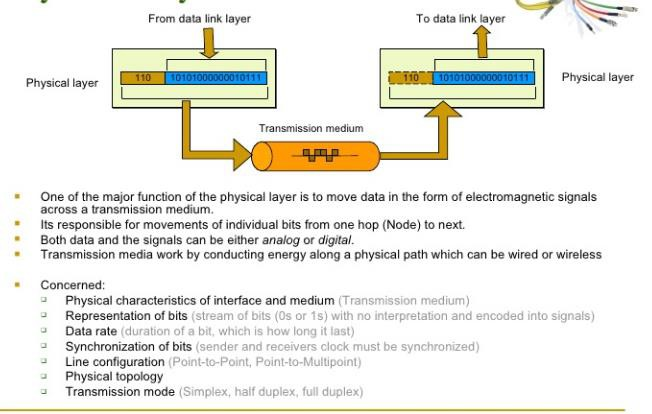 From data link layer
To data link layer
Physical layer
110
10101000000010111
110
10101000000010111
Physical layer
Transmission medium
One of the major function of the physical layer is to move data in the form of electromagnetic signals
across a transmission medium.
Its responsible for movements of individual bits from one hop (Node) to next.
Both data and the signals can be either analog or digital.
Transmission media work by conducting energy along a physical path which can be wired or wireless
Concerned:
Physical characteristics of interface and medium (Transmission medium)
Representation of bits (stream of bits (0s or 1s) with no interpretation and encoded into signals)
Data rate (duration of a bit, which is how long it last)
Synchronization of bits (sender and receivers clock must be synchronized)
Line configuration (Point-to-Point, Point-to-Multipoint)
Physical topology
Transmission mode (Simplex, half duplex, full duplex)